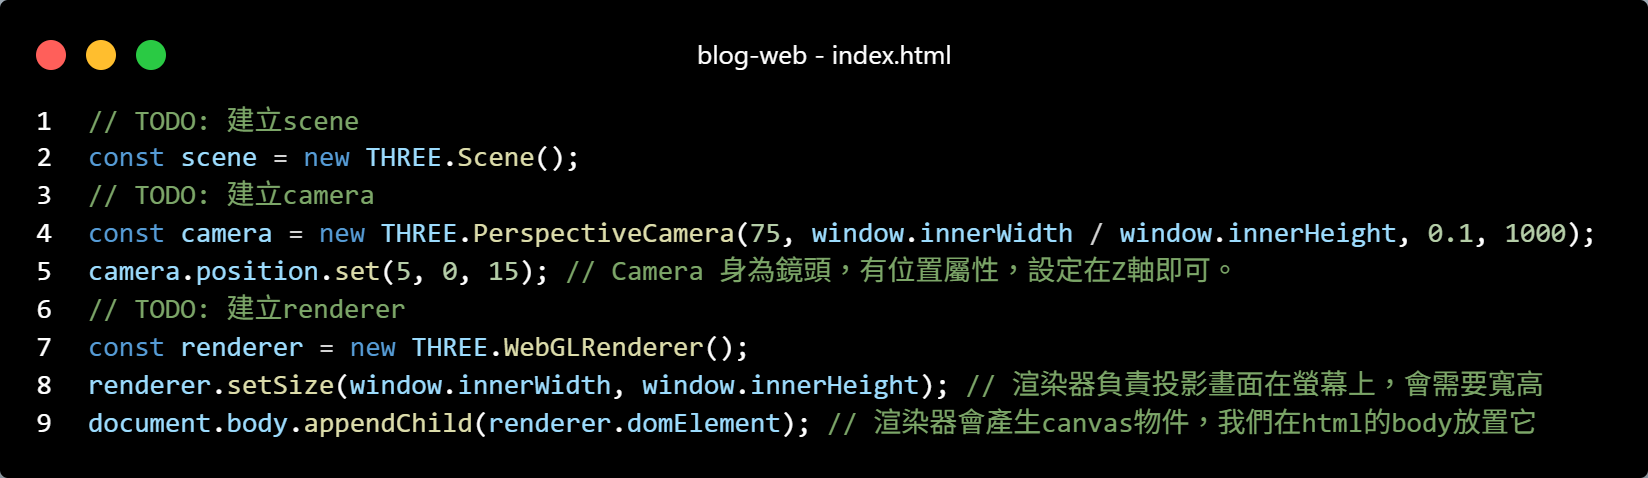 blog-web - index.html
1 // TODO: 建立scene
2 const scene = new THREE.Scene();
3 // TODO: 建立camera
4 const camera = new THREE.PerspectiveCamera(75, window.innerWidth / window.innerHeight, 0.1, 1000);
5 camera.position.set(5, 0, 15); // Camera 身為鏡頭，有位置屬性，設定在Z軸即可。
6 // TODO: 建立renderer
7 const renderer = new THREE.WebGLRenderer();
8 renderer.setSize(window.innerWidth, window.innerHeight); // 渲染器負責投影畫面在螢幕上，會需要寬高
9 document.body.appendChild(renderer.domElement); // 渲染器會產生canvas物件，我們在html的body放置它